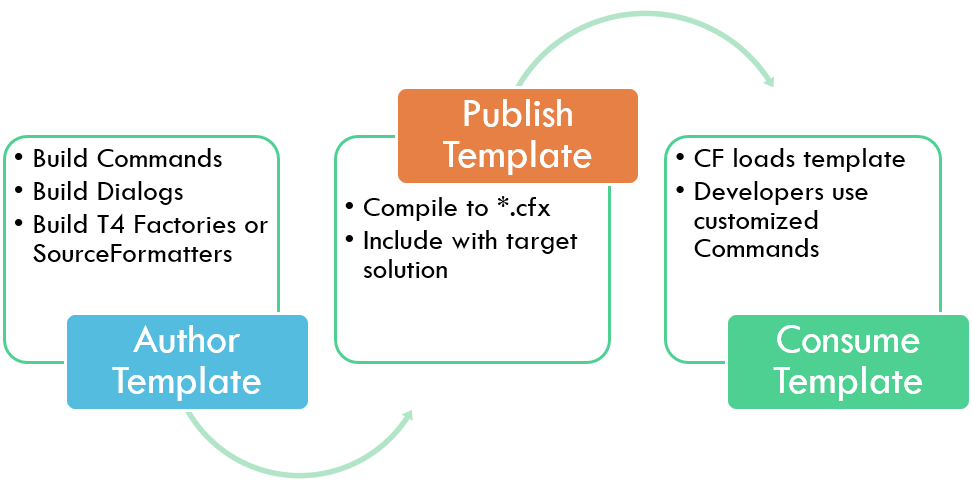 • Build Commands
• Build Dialogs
• Build T4 Factories or
SourceFormatters
Author
Template
Publish
Template
• Compile to *.cfx
• Include with target
solution
• CF loads template
• Developers use
customized
Commands
Consume
Template